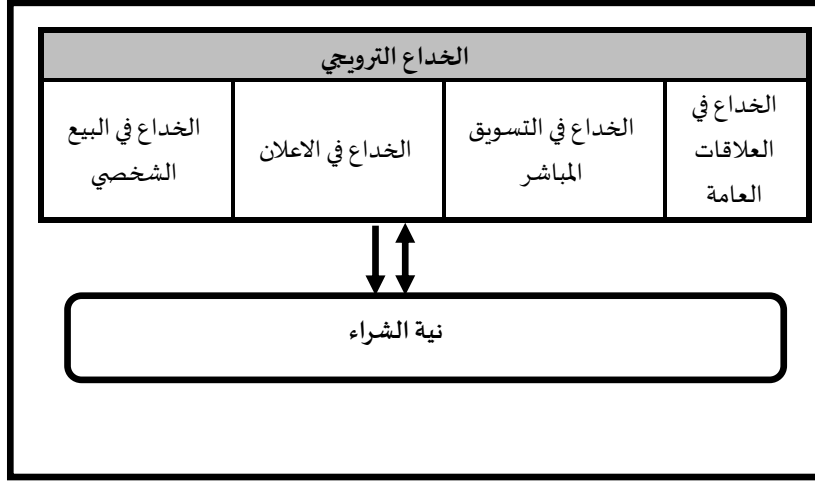 الخداع الترويجي
الخداع في
العلاقات
العامة
الخداع في التسويق
المباشر
الخداع في الاعلان
الخداع في البيع
الشخصي
نية الشراء